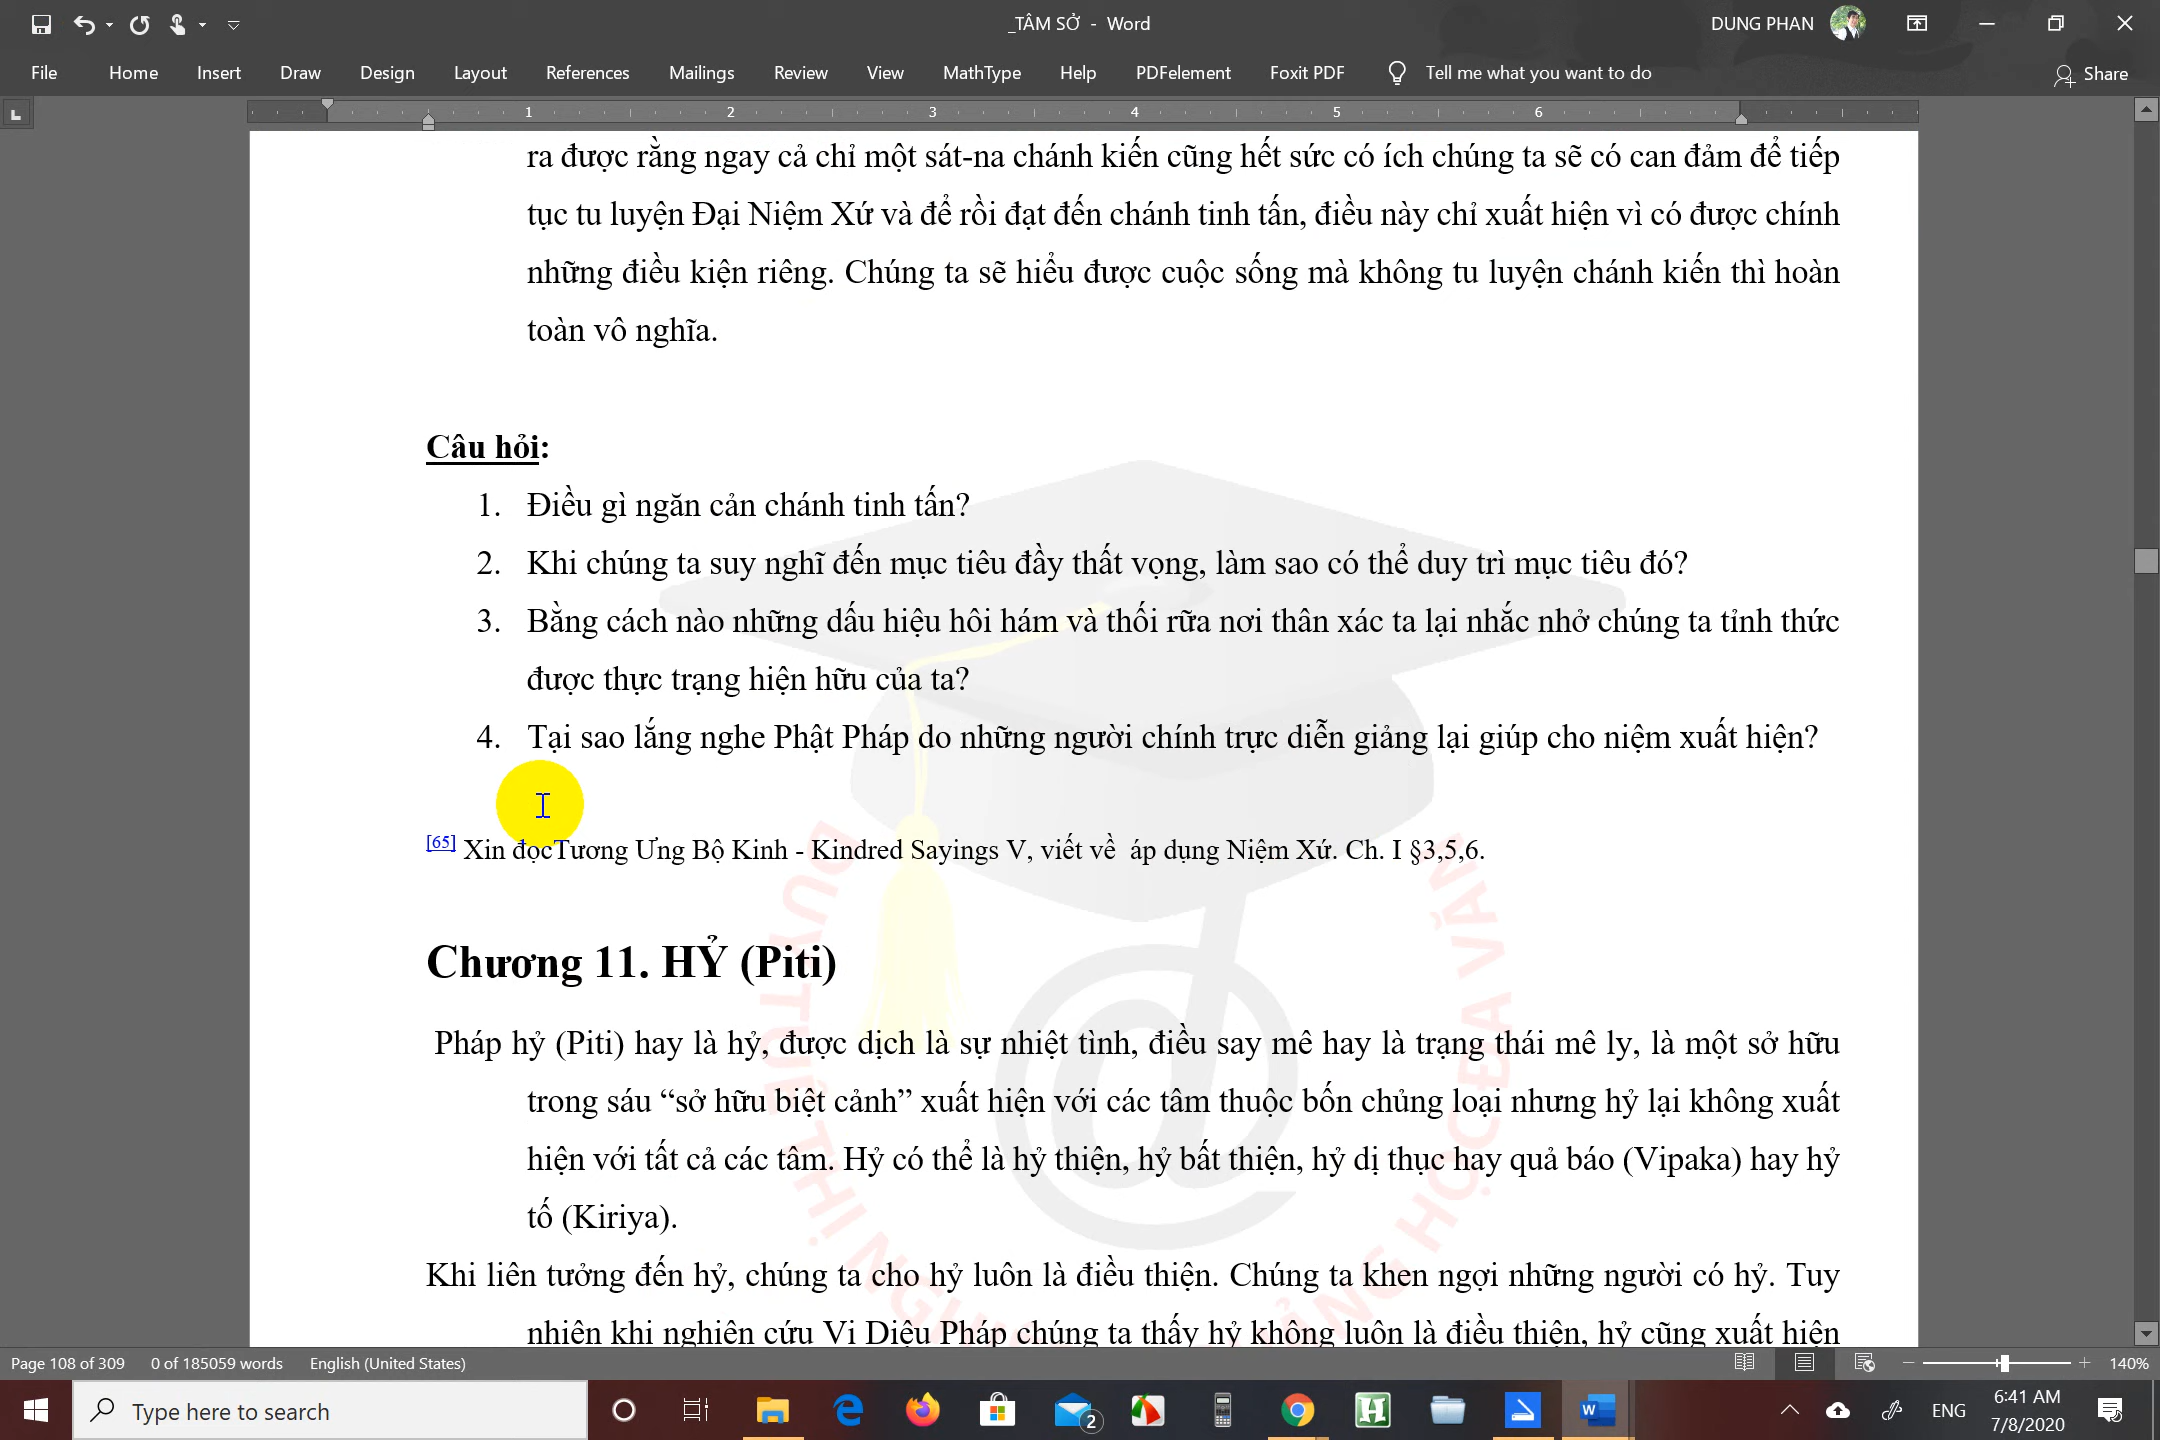 _TÂM SỞ - Word
DUNG PHAN
File Home Insert Draw Design Layout References Mailings Review View MathType Help PDFelement Foxit PDF Tell me what you want to do Share
1 2 3 4 5 6
ra được rằng ngay cả chỉ một sát-na chánh kiến cũng hết sức có ích chúng ta sẽ có can đảm để tiếp
tục tu luyện Đại Niệm Xứ và để rồi đạt đến chánh tinh tấn, điều này chỉ xuất hiện vì có được chính
những điều kiện riêng. Chúng ta sẽ hiểu được cuộc sống mà không tu luyện chánh kiến thì hoàn
toàn vô nghĩa.
Câu hỏi:
1. Điều gì ngăn cản chánh tinh tấn?
2. Khi chúng ta suy nghĩ đến mục tiêu đầy thất vọng, làm sao có thể duy trì mục tiêu đó?
3. Bằng cách nào những dấu hiệu hôi hám và thối rữa nơi thân xác ta lại nhắc nhở chúng ta tỉnh thức
được thực trạng hiện hữu của ta?
4. Tại sao lắng nghe Phật Pháp do những người chính trực diễn giảng lại giúp cho niệm xuất hiện?
[65] Xin đọcTương Ưng Bộ Kinh - Kindred Sayings V, viết về áp dụng Niệm Xứ. Ch. I §3,5,6.
Chương 11. HỶ (Piti)
Pháp hỷ (Piti) hay là hỷ, được dịch là sự nhiệt tình, điều say mê hay là trạng thái mê ly, là một sở hữu
trong sáu “sở hữu biệt cảnh” xuất hiện với các tâm thuộc bốn chủng loại nhưng hỷ lại không xuất
hiện với tất cả các tâm. Hỷ có thể là hỷ thiện, hỷ bất thiện, hỷ dị thục hay quả báo (Vipaka) hay hỷ
tố (Kiriya).
Khi liên tưởng đến hỷ, chúng ta cho hỷ luôn là điều thiện. Chúng ta khen ngợi những người có hỷ. Tuy
nhiên khi nghiên cứu Vi Diệu Pháp chúng ta thấy hỷ không luôn là điều thiện, hỷ cũng xuất hiện
Page 108 of 309 0 of 185059 words English (United States) 140%
Type here to search
2
ENG
6:41 AM
7/8/2020